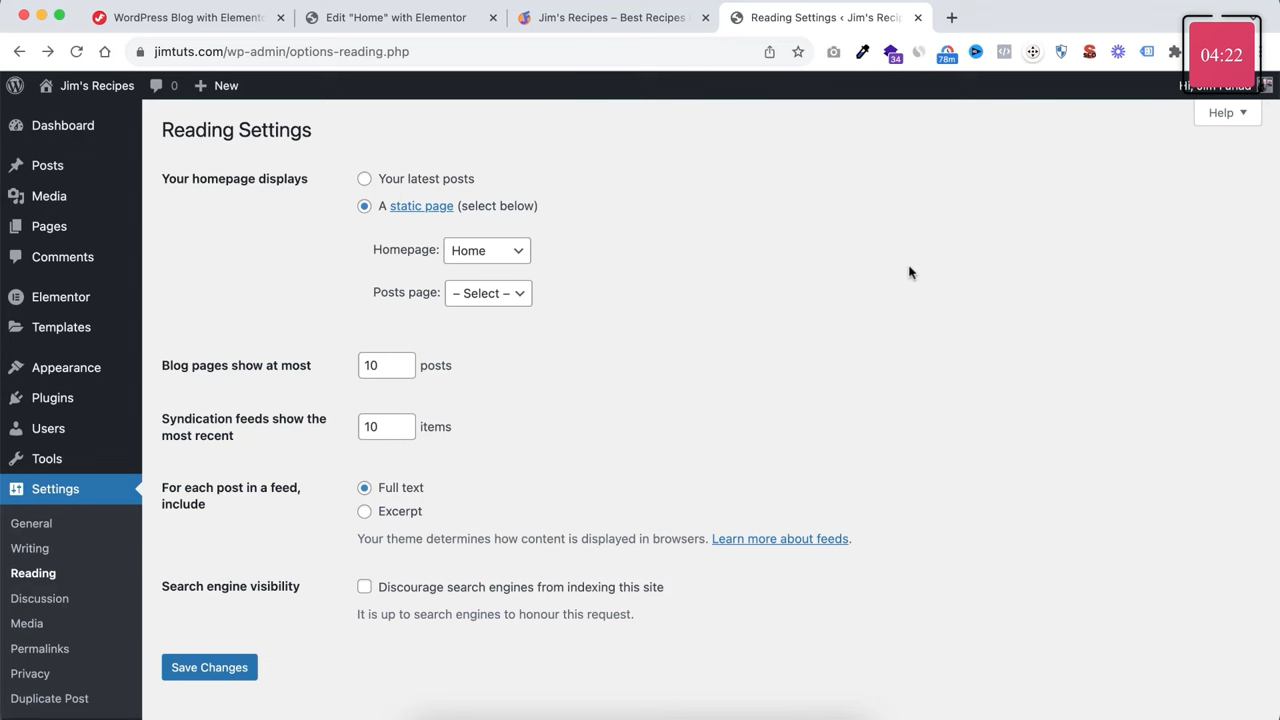 WordPress Blog with Elemento
Edit "Home" with Elementor
Jim's Recipes – Best Recipes
Reading Settings ‹ Jim's Recip
04:22
jimtuts.com/wp-admin/options-reading.php
34
78m
Jim's Recipes
0
New
Hi, Jim Fahad
Help
Dashboard
Posts
Media
Pages
Comments
Elementor
Templates
Appearance
Plugins
Users
Tools
Settings
General
Writing
Reading
Discussion
Media
Permalinks
Privacy
Duplicate Post
Reading Settings
Your homepage displays
Your latest posts
A static page (select below)
Homepage: Home
Posts page: – Select –
Blog pages show at most 10 posts
Syndication feeds show the
most recent
10 items
For each post in a feed,
include
Full text
Excerpt
Your theme determines how content is displayed in browsers. Learn more about feeds.
Search engine visibility
Discourage search engines from indexing this site
It is up to search engines to honour this request.
Save Changes